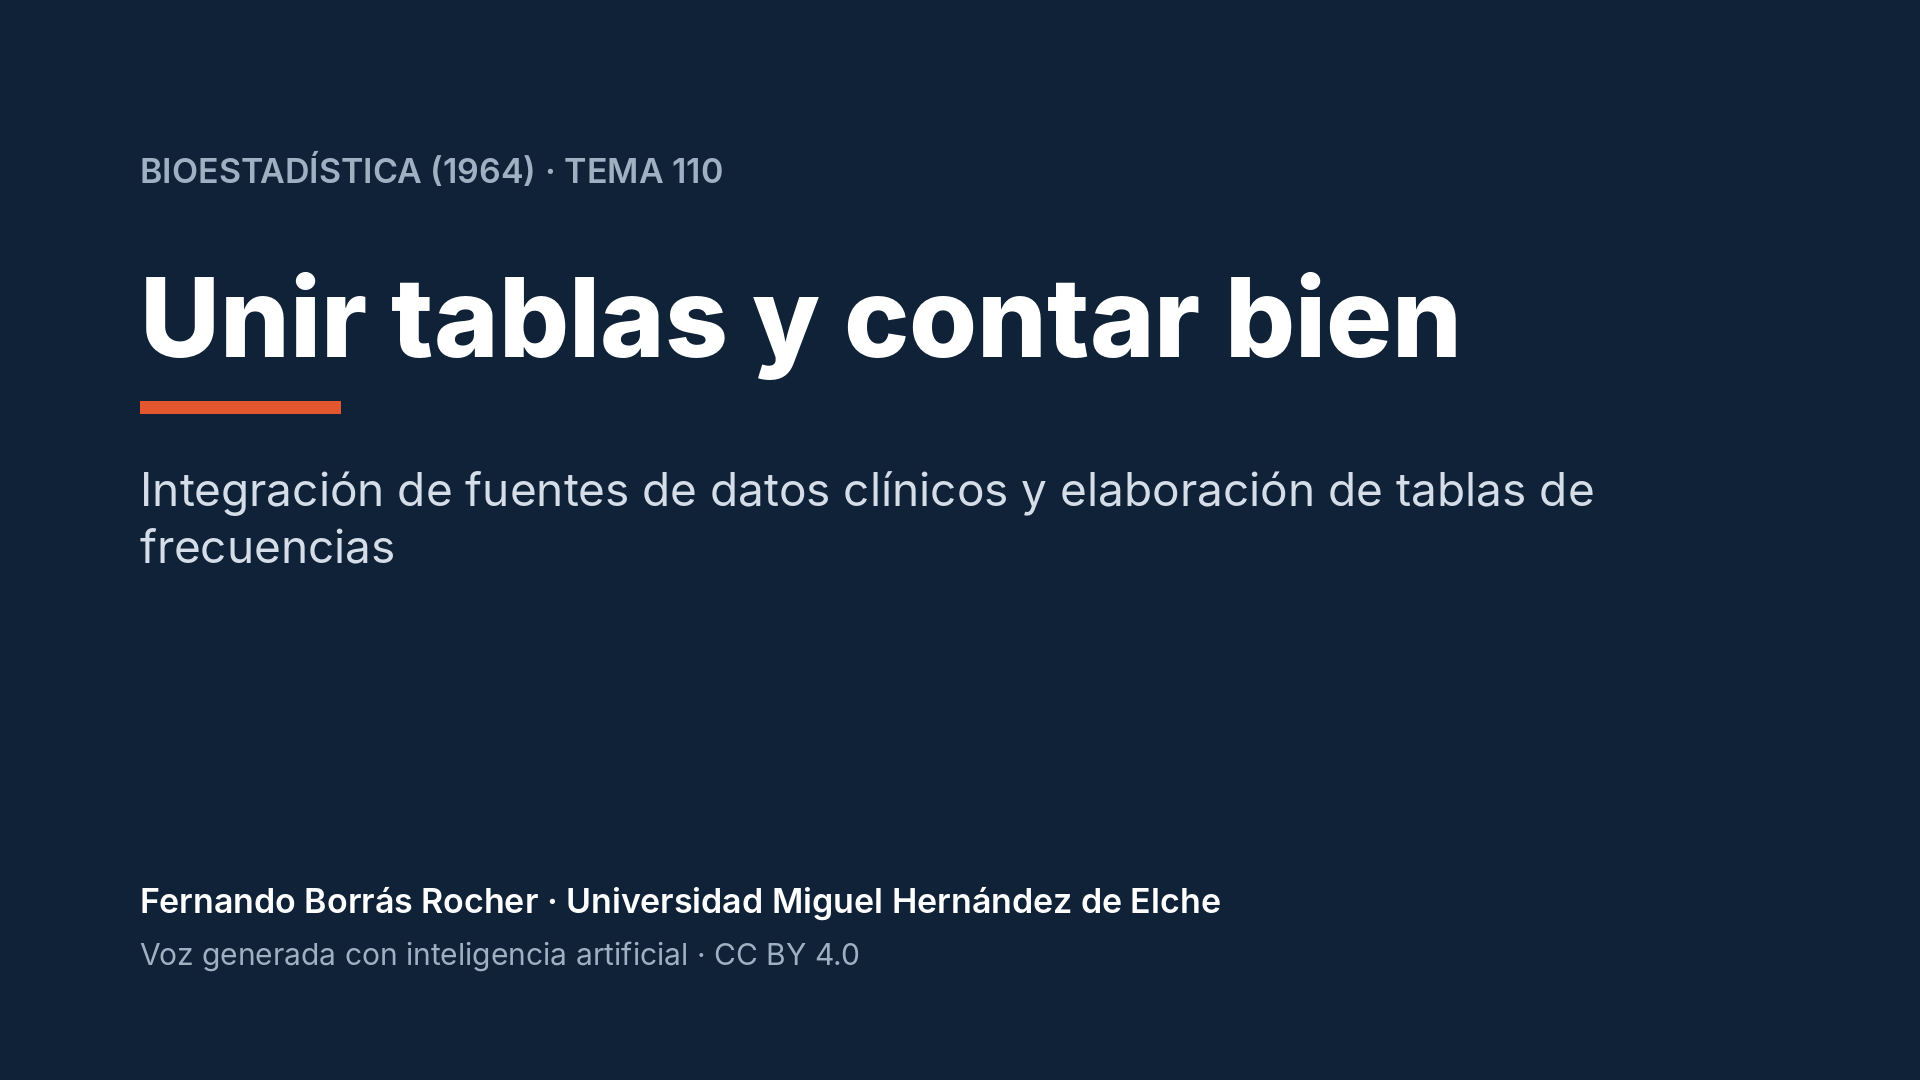 BIOESTADÍSTICA (1964) · TEMA 110
Unir tablas y contar bien
Integración de fuentes de datos clínicos y elaboración de tablas de
frecuencias
Fernando Borrás Rocher · Universidad Miguel Hernández de Elche
Voz generada con inteligencia artificial · CC BY 4.0